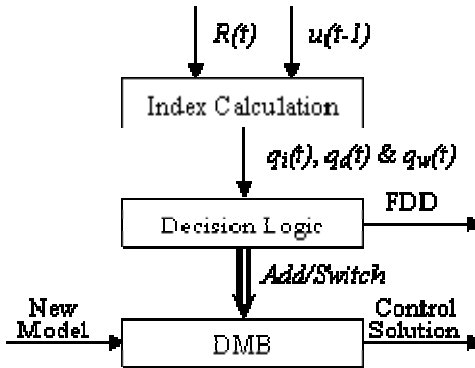 R(t) u(t-1)
Index Calculation
qi(t), qd(t) & qw(t)
Decision Logic
FDD
Add/Switch
New
Model
DMB
Control
Solution